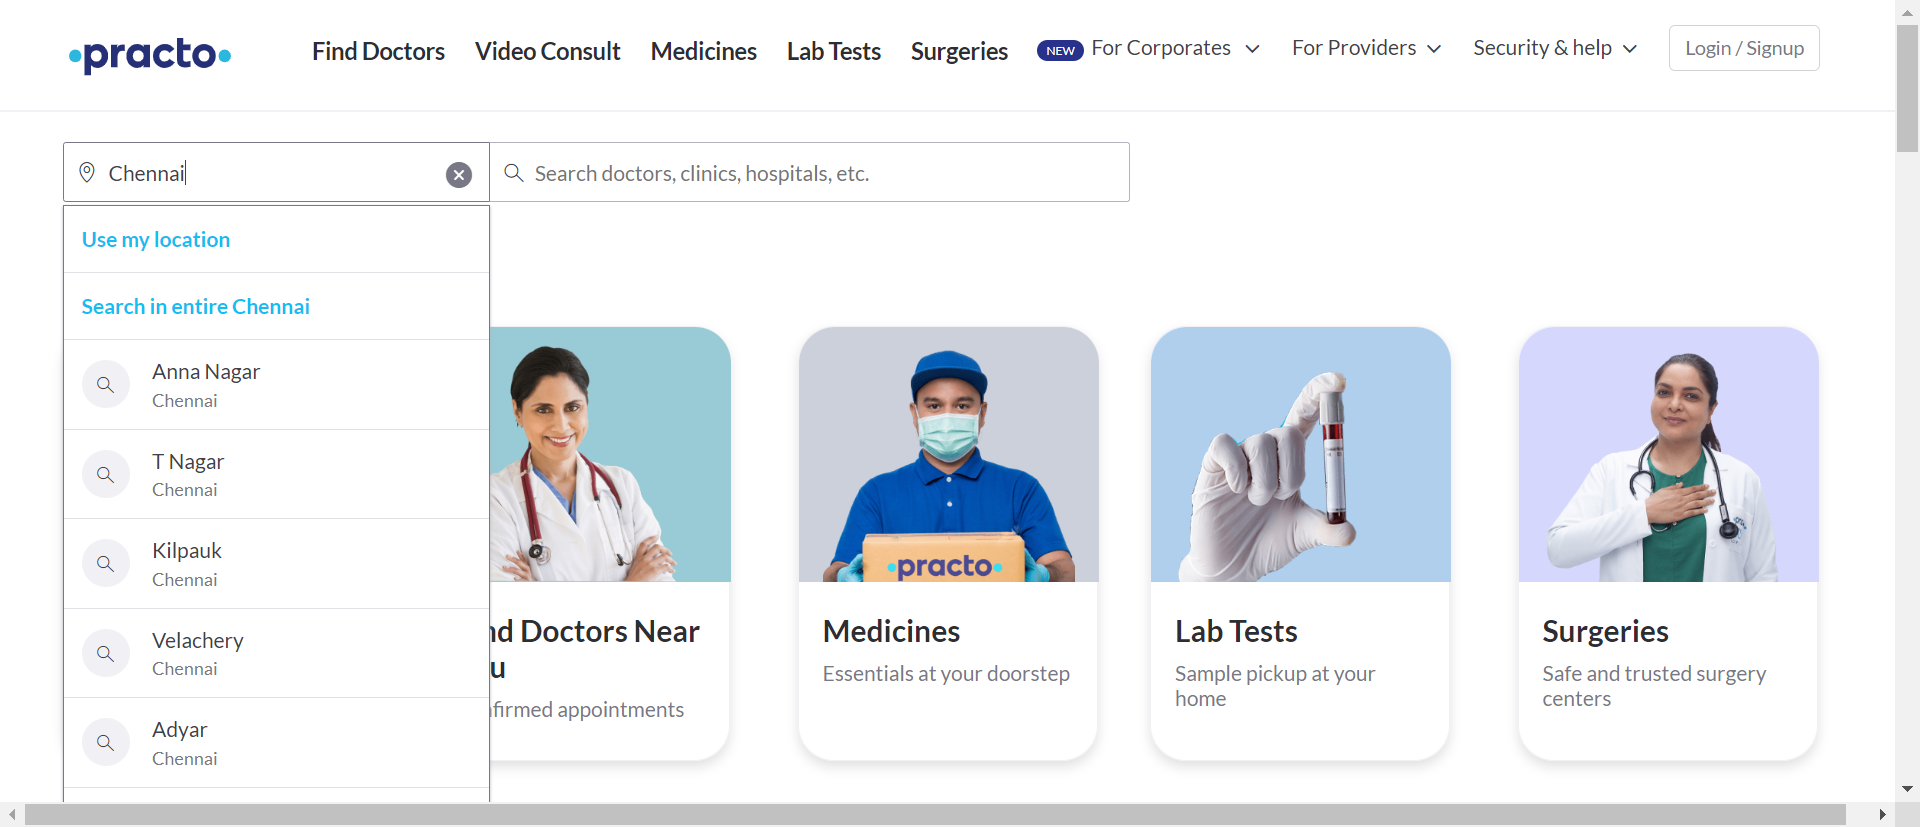 practo
Find Doctors
Video Consult
Medicines
Lab Tests
Surgeries
NEW For Corporates
For Providers
Security & help
Login / Signup
Chennai
Search doctors, clinics, hospitals, etc.
Use my location
Search in entire Chennai
Anna Nagar
Chennai
T Nagar
Chennai
Kilpauk
Chennai
Velachery
Chennai
Adyar
Chennai
nd Doctors Near
u
firmed appointments
practo
Medicines
Essentials at your doorstep
Lab Tests
Sample pickup at your
home
Surgeries
Safe and trusted surgery
centers